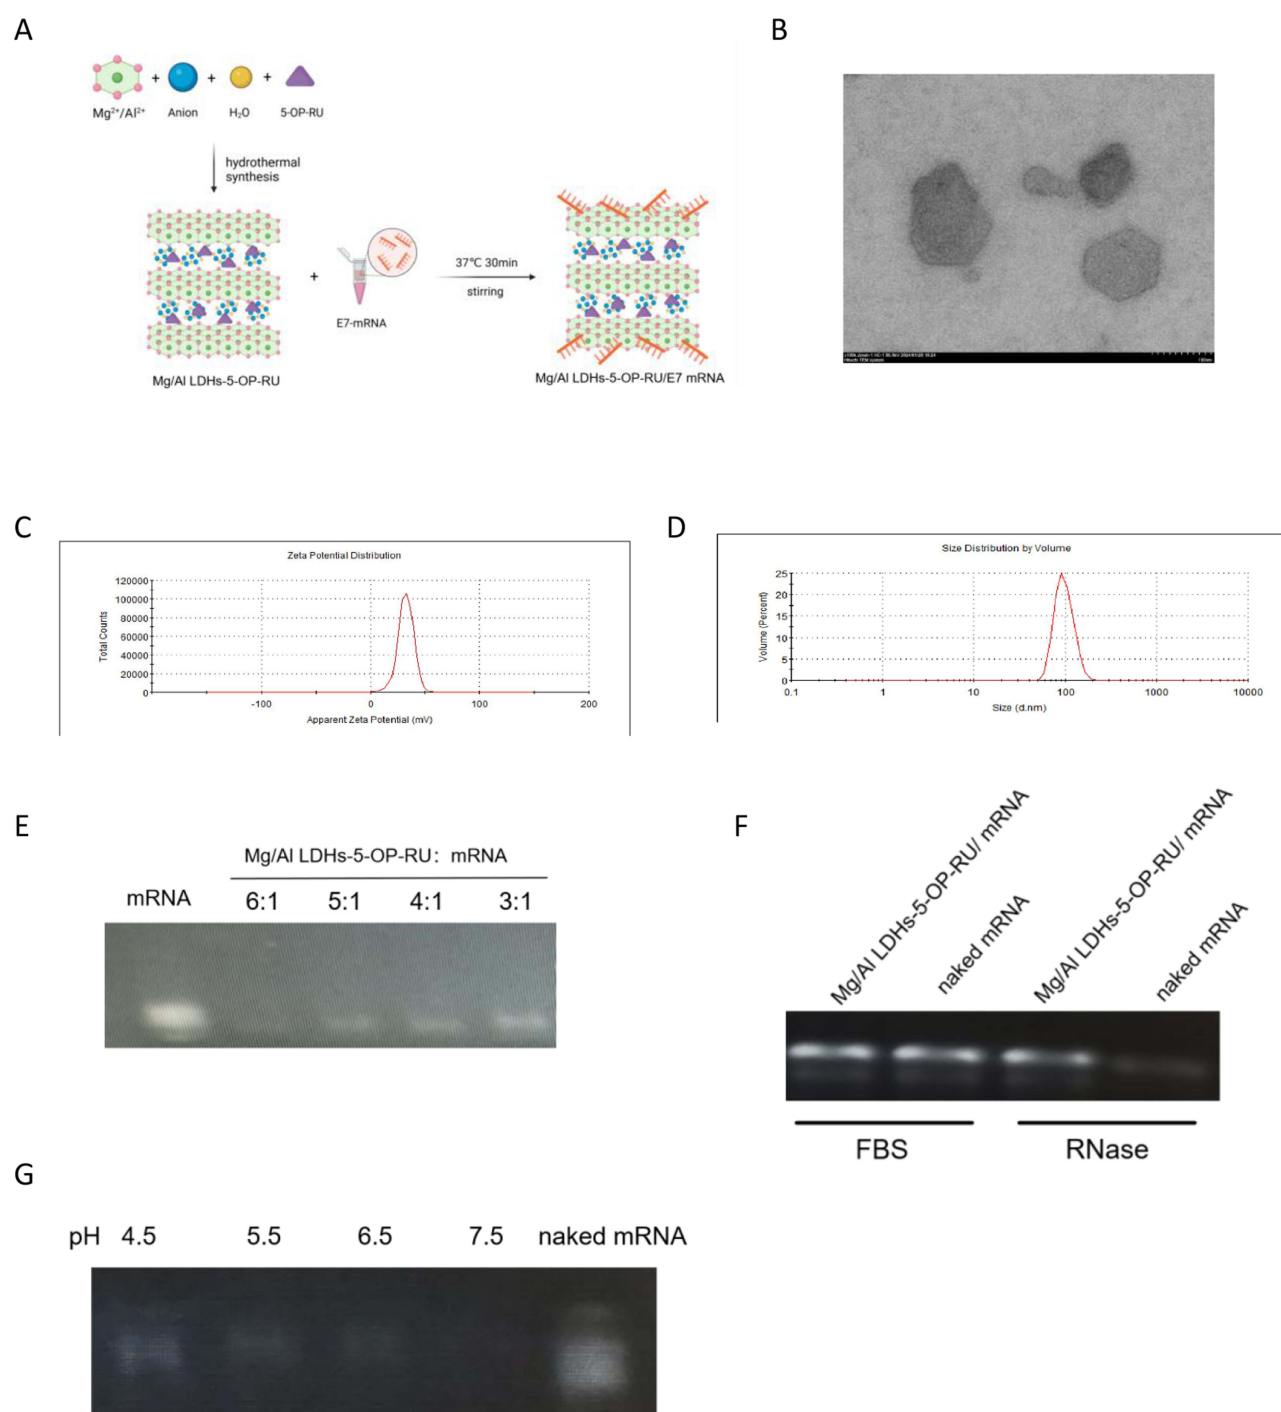 A
Mg²⁺/Al²⁺ + Anion + H₂O + 5-OP-RU
hydrothermal
synthesis
+
E7-mRNA
37℃ 30min
stirring
Mg/Al LDHs-5-OP-RU
Mg/Al LDHs-5-OP-RU/E7 mRNA
B
C
Zeta Potential Distribution
Total Counts
120000
100000
80000
60000
40000
20000
0
-100 0 100 200
Apparent Zeta Potential (mV)
D
Size Distribution by Volume
Volume (Percent)
25
20
15
10
5
0
0.1 1 10 100 1000 10000
Size (d.nm)
E
Mg/Al LDHs-5-OP-RU: mRNA
mRNA 6:1 5:1 4:1 3:1
F
Mg/Al LDHs-5-OP-RU/ mRNA
naked mRNA
Mg/Al LDHs-5-OP-RU/ mRNA
naked mRNA
FBS RNase
G
pH 4.5 5.5 6.5 7.5 naked mRNA